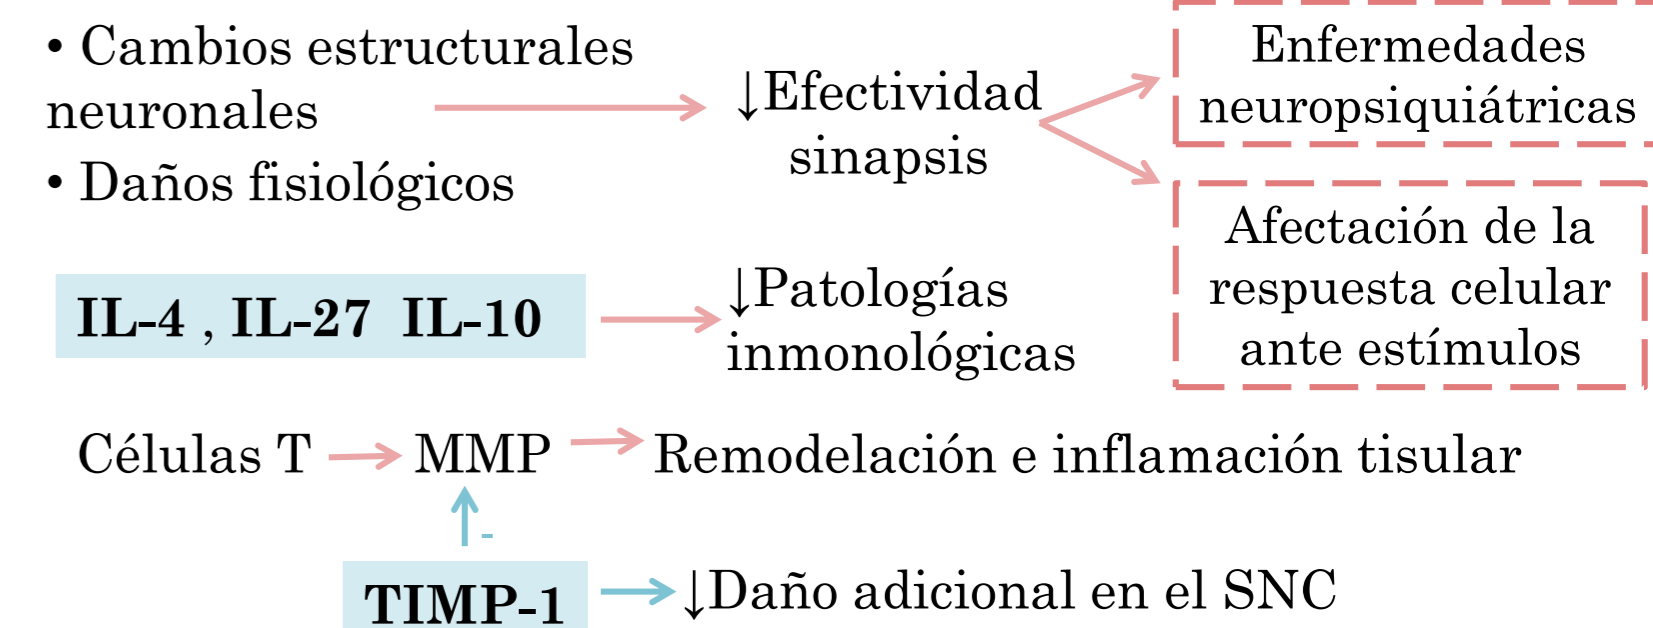 • Cambios estructurales
neuronales
• Daños fisiológicos
↓Efectividad
sinapsis
Enfermedades
neuropsiquiátricas
Afectación de la
respuesta celular
ante estímulos
IL-4 , IL-27 IL-10
↓Patologías
inmonológicas
Células T
MMP
Remodelación e inflamación tisular
-
TIMP-1
↓Daño adicional en el SNC